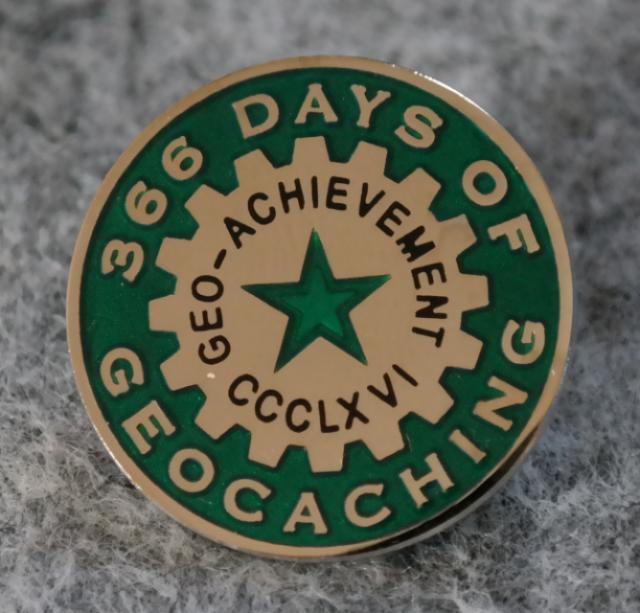 366 DAYS OF
GEOCACHING
GEO-ACHIEVEMENT
CCCLXVI